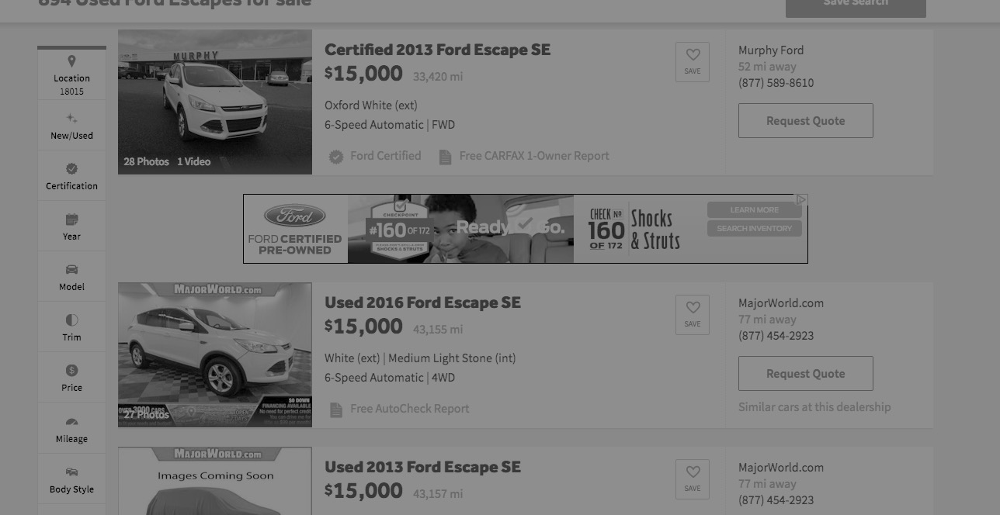 894 Used Ford Escapes for sale
Save Search
Location
18015
New/Used
Certification
Year
Model
Trim
Price
Mileage
Body Style
MURPHY
28 Photos 1 Video
Certified 2013 Ford Escape SE
$15,000 33,420 mi
Oxford White (ext)
6-Speed Automatic | FWD
Ford Certified Free CARFAX 1-Owner Report
SAVE
Murphy Ford
52 mi away
(877) 589-8610
Request Quote
Ford
FORD CERTIFIED
PRE-OWNED
CHECKPOINT
#160 OF 172
SHOCKS & STRUTS
Ready Go.
CHECK NO
160
OF 172
Shocks
& Struts
LEARN MORE
SEARCH INVENTORY
MAJORWORLD.COM
$0 DOWN
FINANCING AVAILABLE
No need for perfect credit
OVER 3000 CARS
27 Photos
Used 2016 Ford Escape SE
$15,000 43,155 mi
White (ext) | Medium Light Stone (int)
6-Speed Automatic | 4WD
Free AutoCheck Report
SAVE
MajorWorld.com
77 mi away
(877) 454-2923
Request Quote
Similar cars at this dealership
MAJORWORLD.COM
Images Coming Soon
Used 2013 Ford Escape SE
$15,000 43,157 mi
SAVE
MajorWorld.com
77 mi away
(877) 454-2923